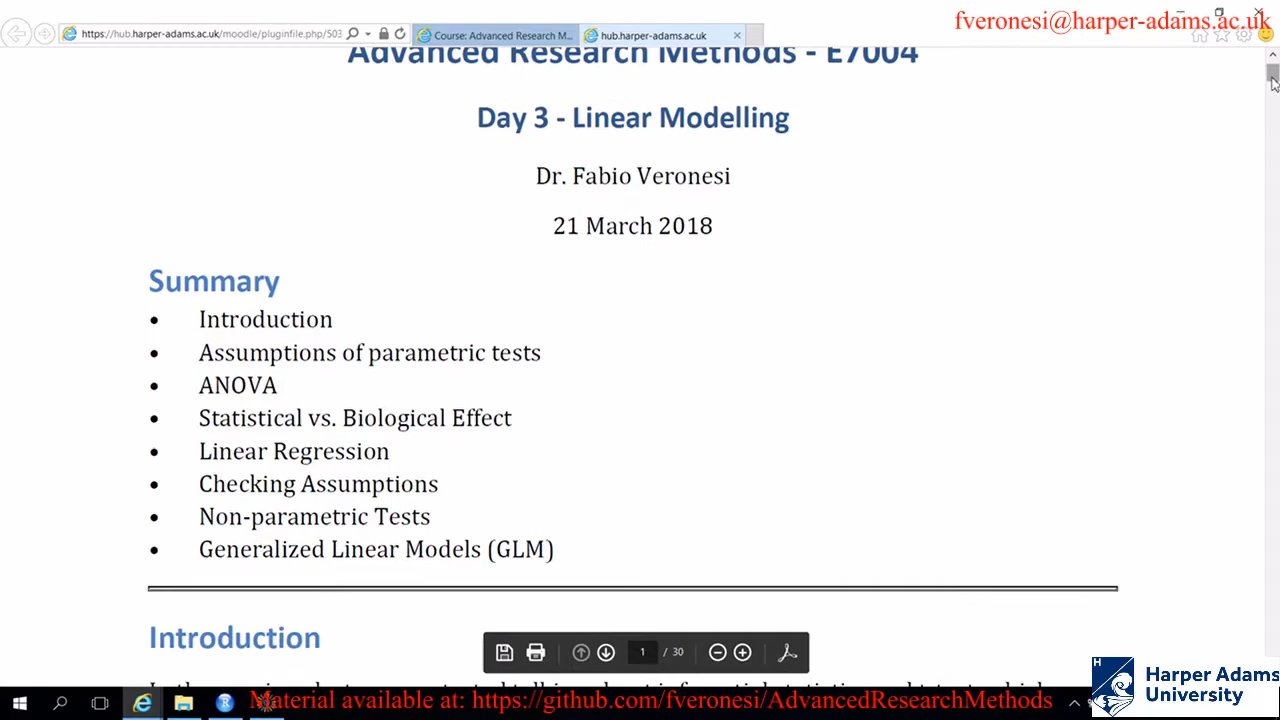 fveronesi@harper-adams.ac.uk
https://hub.harper-adams.ac.uk/moodle/pluginfile.php/503
Course: Advanced Research M...
hub.harper-adams.ac.uk
Advanced Research Methods - E7004
Day 3 - Linear Modelling
Dr. Fabio Veronesi
21 March 2018
Summary
• Introduction
• Assumptions of parametric tests
• ANOVA
• Statistical vs. Biological Effect
• Linear Regression
• Checking Assumptions
• Non-parametric Tests
• Generalized Linear Models (GLM)
Introduction
1 / 30
H
Harper Adams
University
Material available at: https://github.com/fveronesi/AdvancedResearchMethods